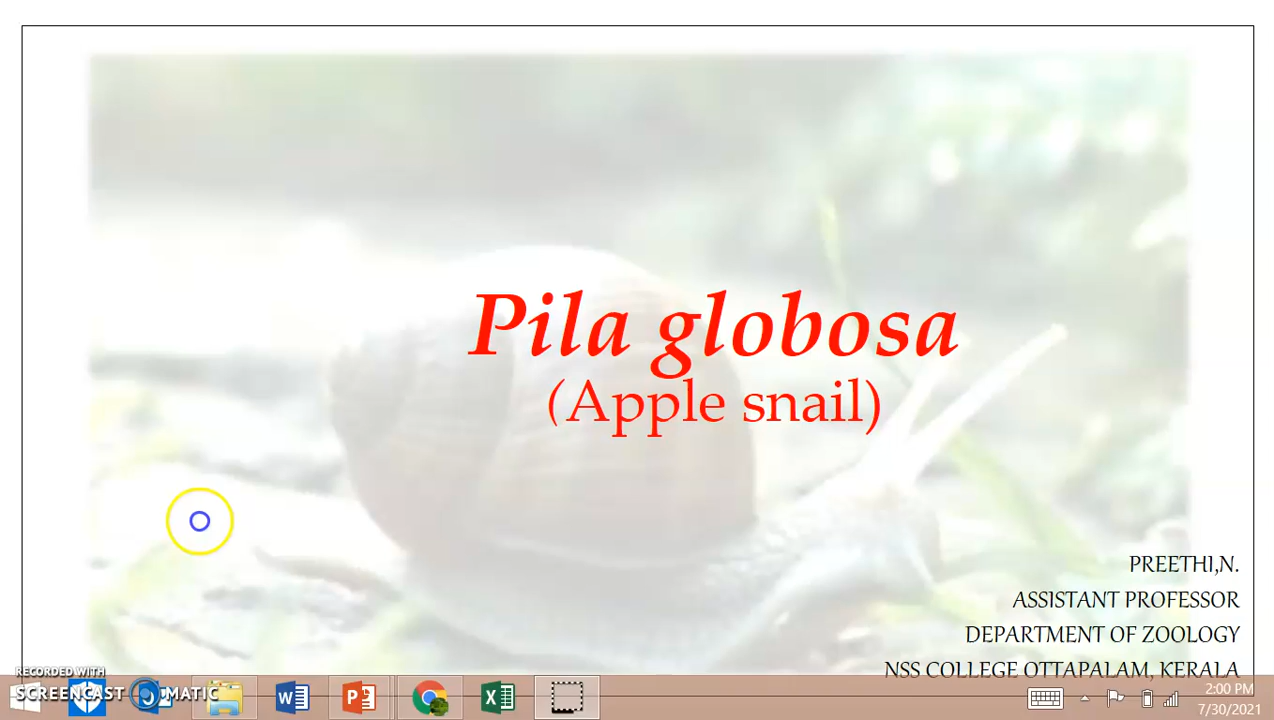 Pila globosa
(Apple snail)
PREETHI,N.
ASSISTANT PROFESSOR
DEPARTMENT OF ZOOLOGY
NSS COLLEGE OTTAPALAM, KERALA
RECORDED WITH
SCREENCAST MATIC
2:00 PM
7/30/2021